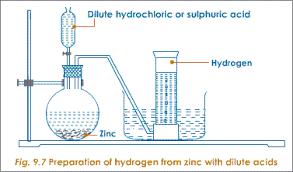 Dilute hydrochloric or sulphuric acid
Hydrogen
Zinc
Fig. 9.7 Preparation of hydrogen from zinc with dilute acids